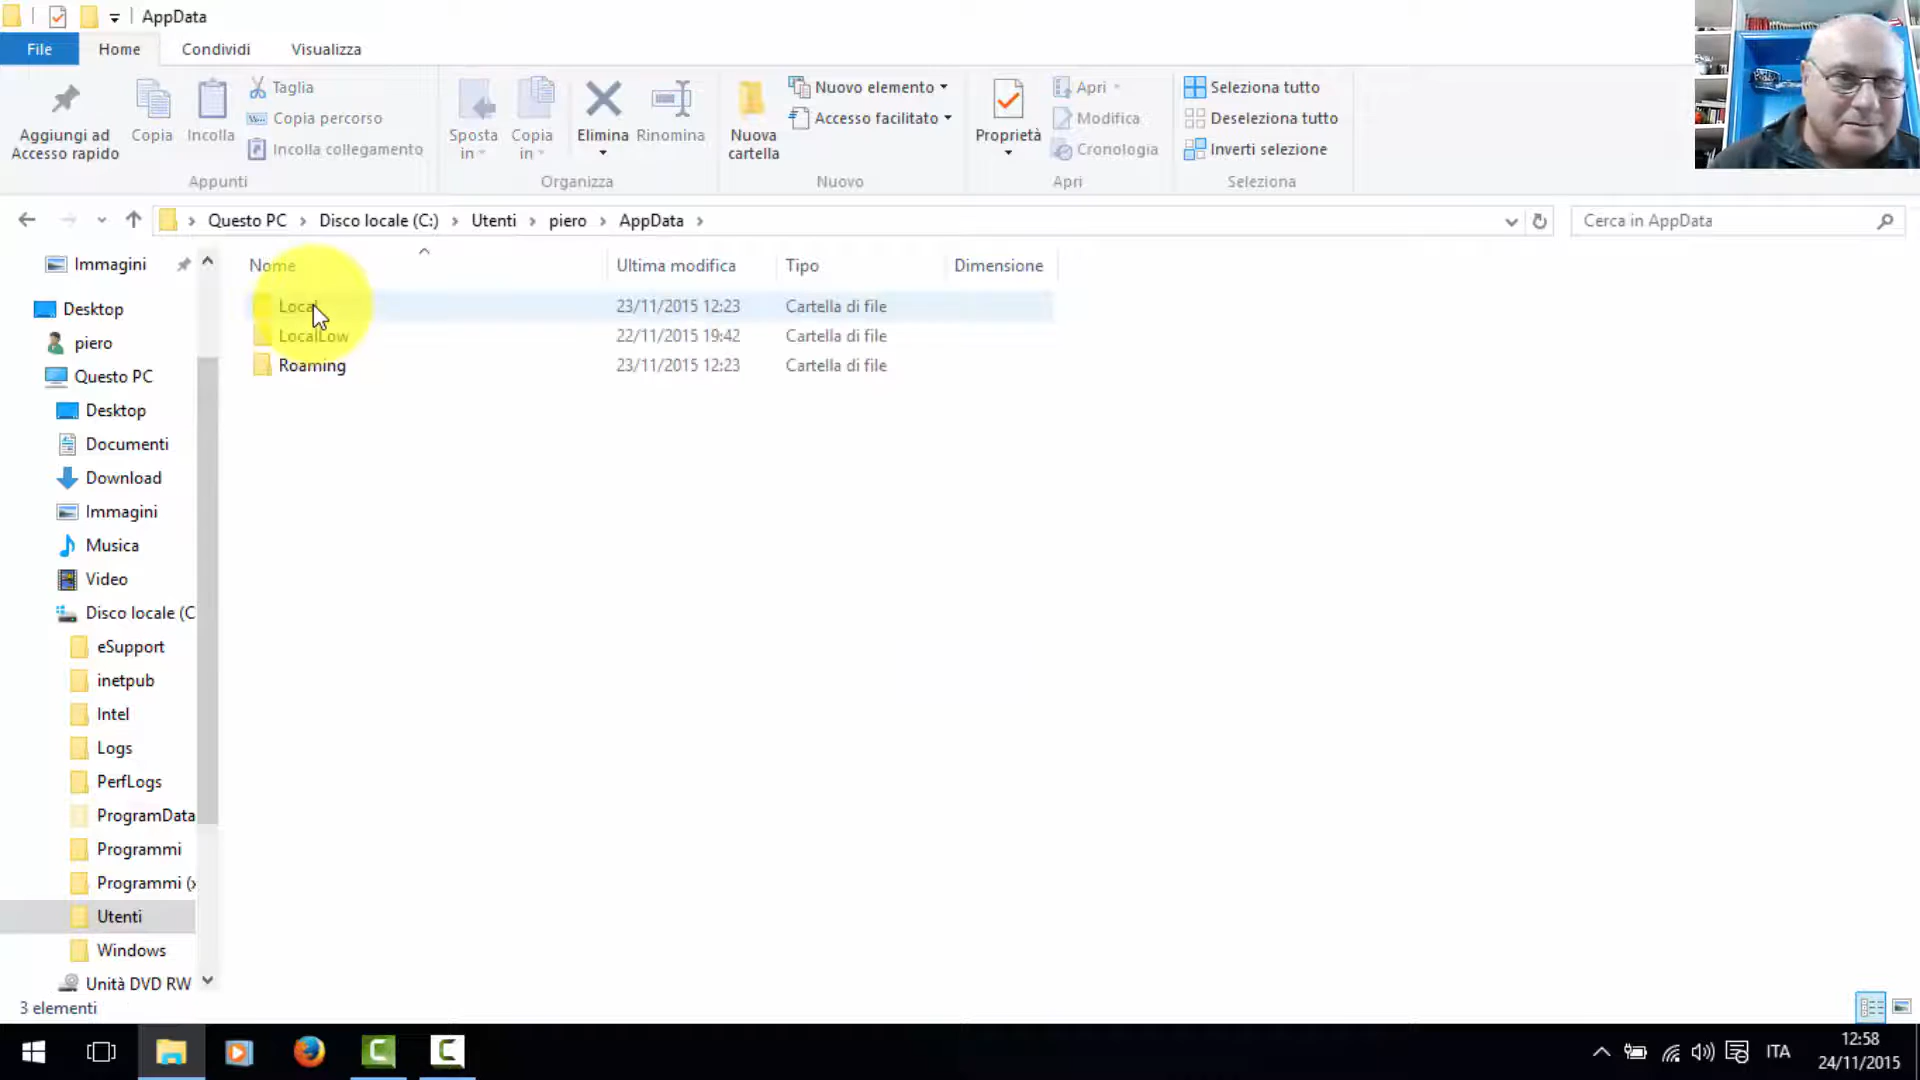 AppData
File Home Condividi Visualizza
Aggiungi ad
Accesso rapido
Copia
Incolla
Taglia
Copia percorso
Incolla collegamento
Appunti
Sposta
in
Copia
in
Elimina
Rinomina
Organizza
Nuova
cartella
Nuovo elemento
Accesso facilitato
Nuovo
Proprietà
Apri
Modifica
Cronologia
Apri
Seleziona tutto
Deseleziona tutto
Inverti selezione
Seleziona
Questo PC > Disco locale (C:) > Utenti > piero > AppData >
Cerca in AppData
Nome Ultima modifica Tipo Dimensione
Local 23/11/2015 12:23 Cartella di file
LocalLow 22/11/2015 19:42 Cartella di file
Roaming 23/11/2015 12:23 Cartella di file
Immagini
Desktop
piero
Questo PC
Desktop
Documenti
Download
Immagini
Musica
Video
Disco locale (C
eSupport
inetpub
Intel
Logs
PerfLogs
ProgramData
Programmi
Programmi (x
Utenti
Windows
Unità DVD RW
3 elementi
ITA
12:58
24/11/2015